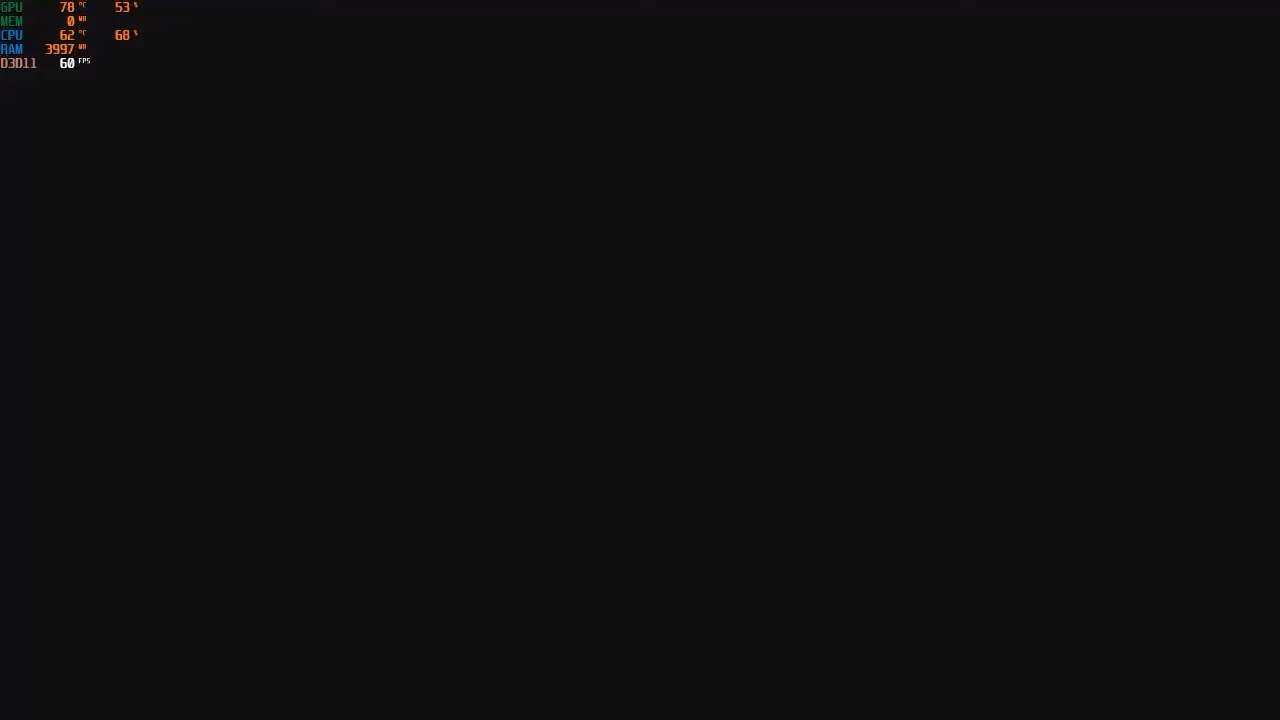 GPU 78 °C 53 %
MEM 0 MB
CPU 62 °C 68 %
RAM 3997 MB
D3D11 60 FPS